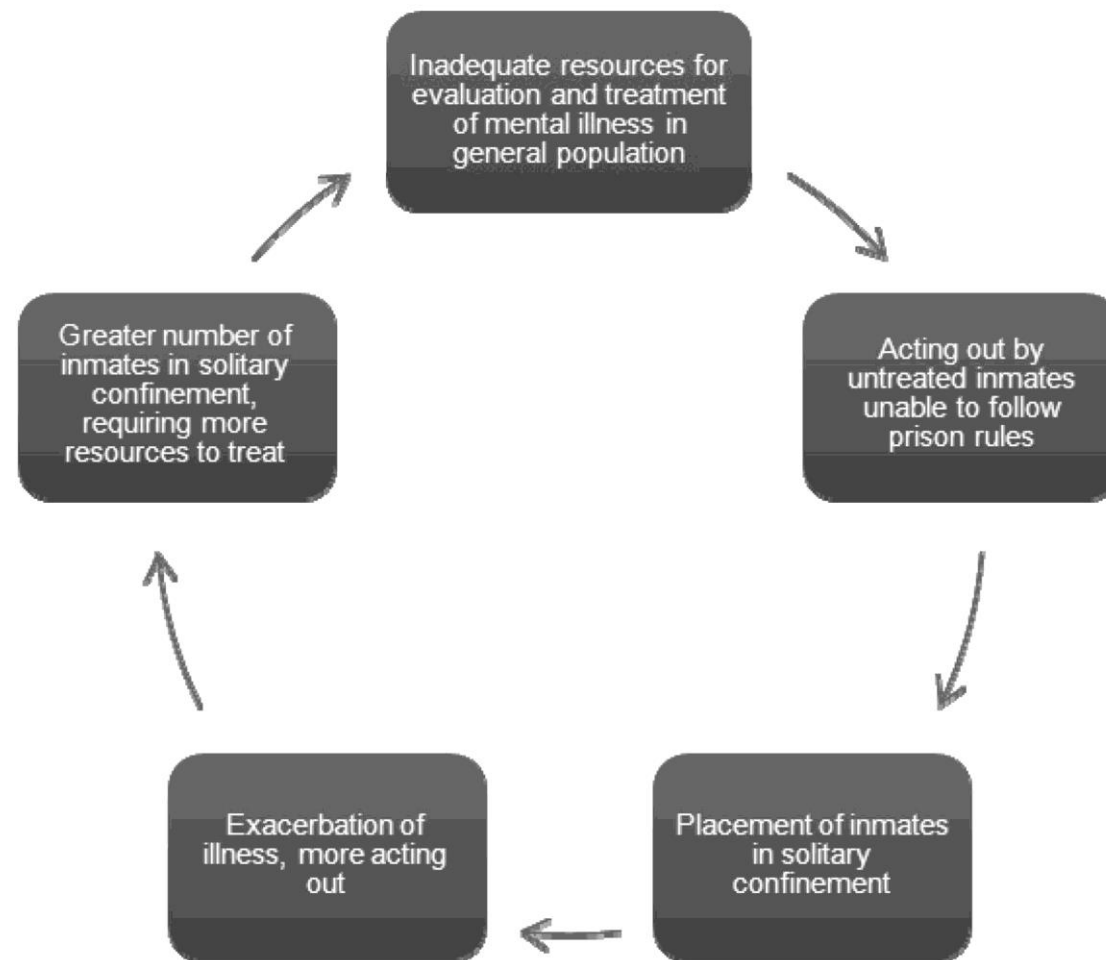 Inadequate resources for
evaluation and treatment
of mental illness in
general population
Acting out by
untreated inmates
unable to follow
prison rules
Placement of inmates
in solitary
confinement
Exacerbation of
illness, more acting
out
Greater number of
inmates in solitary
confinement,
requiring more
resources to treat